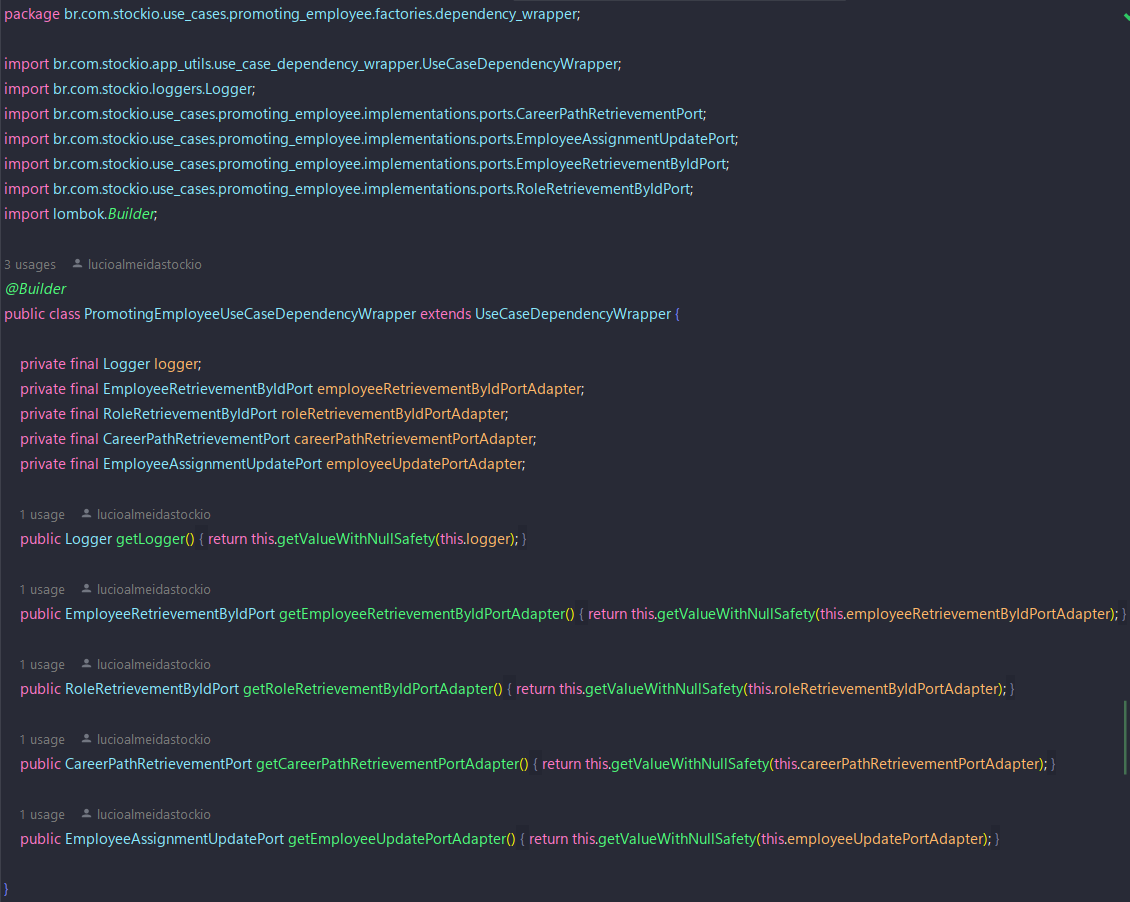 package br.com.stockio.use_cases.promoting_employee.factories.dependency_wrapper;
import br.com.stockio.app_utils.use_case_dependency_wrapper.UseCaseDependencyWrapper;
import br.com.stockio.loggers.Logger;
import br.com.stockio.use_cases.promoting_employee.implementations.ports.CareerPathRetrievementPort;
import br.com.stockio.use_cases.promoting_employee.implementations.ports.EmployeeAssignmentUpdatePort;
import br.com.stockio.use_cases.promoting_employee.implementations.ports.EmployeeRetrievementByIdPort;
import br.com.stockio.use_cases.promoting_employee.implementations.ports.RoleRetrievementByIdPort;
import lombok.Builder;
3 usages lucioalmeidastockio
@Builder
public class PromotingEmployeeUseCaseDependencyWrapper extends UseCaseDependencyWrapper {
private final Logger logger;
private final EmployeeRetrievementByIdPort employeeRetrievementByIdPortAdapter;
private final RoleRetrievementByIdPort roleRetrievementByIdPortAdapter;
private final CareerPathRetrievementPort careerPathRetrievementPortAdapter;
private final EmployeeAssignmentUpdatePort employeeUpdatePortAdapter;
1 usage lucioalmeidastockio
public Logger getLogger() { return this.getValueWithNullSafety(this.logger); }
1 usage lucioalmeidastockio
public EmployeeRetrievementByIdPort getEmployeeRetrievementByIdPortAdapter() { return this.getValueWithNullSafety(this.employeeRetrievementByIdPortAdapter); }
1 usage lucioalmeidastockio
public RoleRetrievementByIdPort getRoleRetrievementByIdPortAdapter() { return this.getValueWithNullSafety(this.roleRetrievementByIdPortAdapter); }
1 usage lucioalmeidastockio
public CareerPathRetrievementPort getCareerPathRetrievementPortAdapter() { return this.getValueWithNullSafety(this.careerPathRetrievementPortAdapter); }
1 usage lucioalmeidastockio
public EmployeeAssignmentUpdatePort getEmployeeUpdatePortAdapter() { return this.getValueWithNullSafety(this.employeeUpdatePortAdapter); }
}